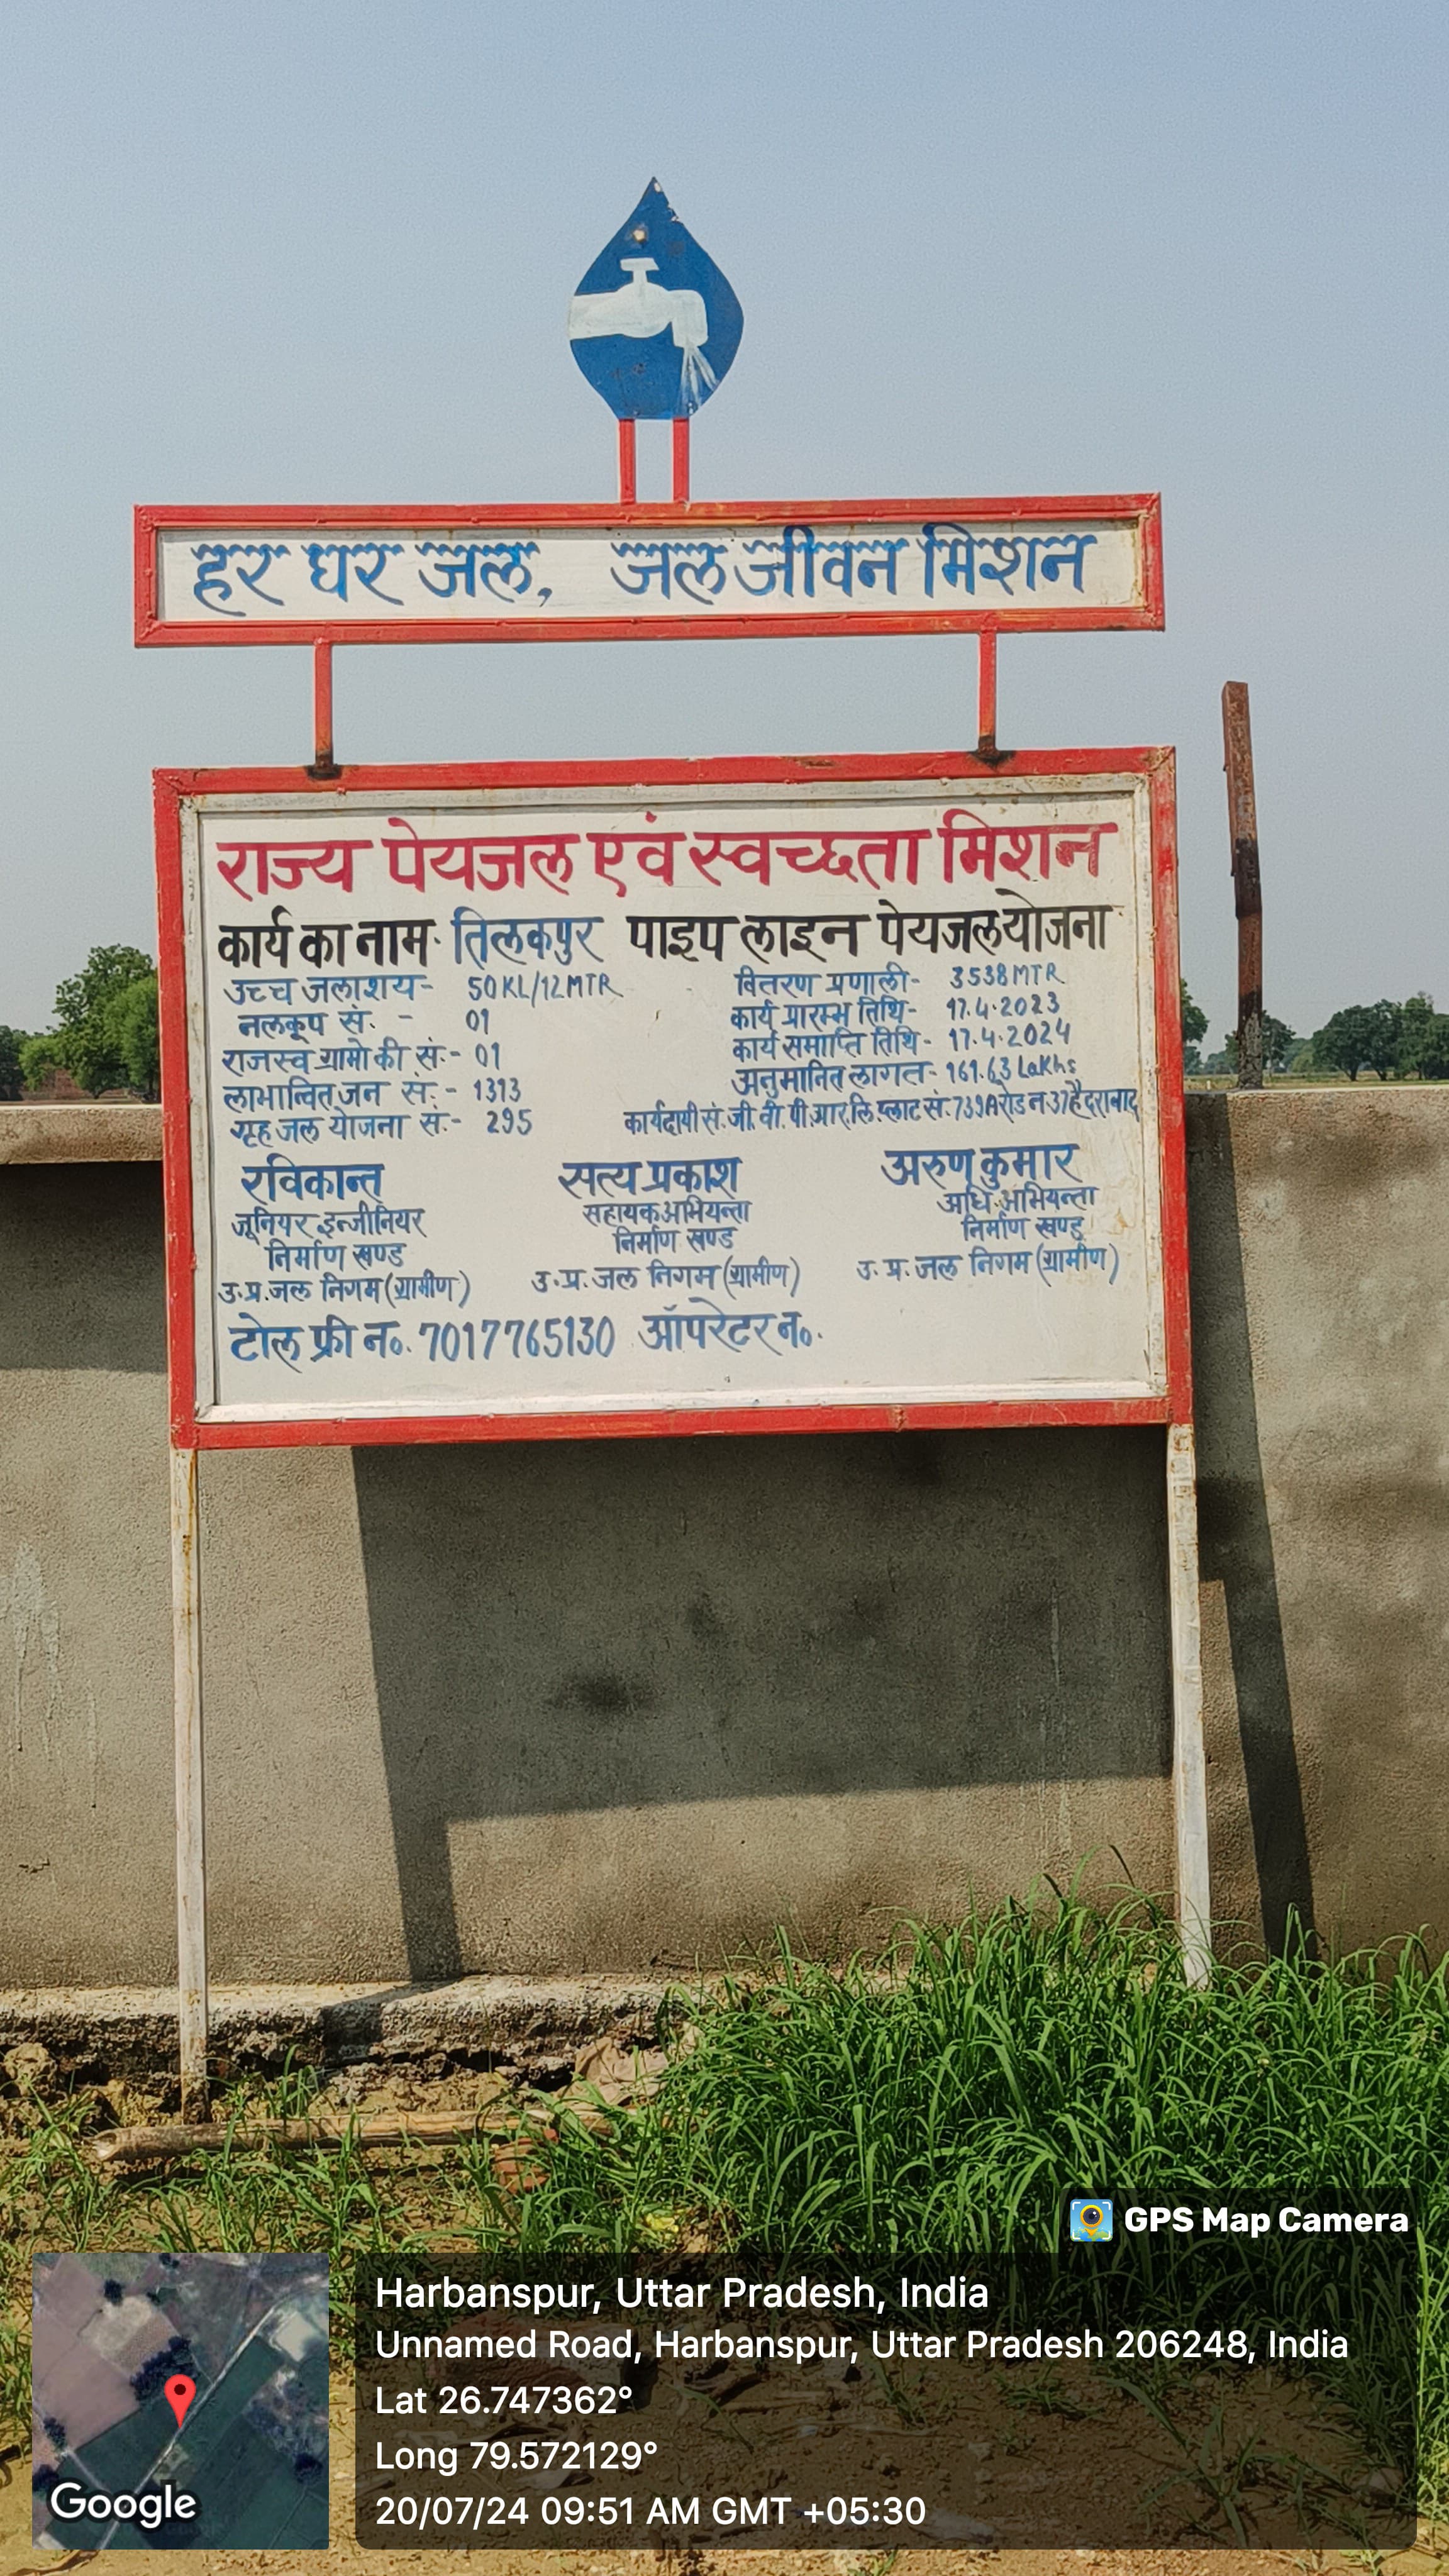 हर घर जल, जल जीवन मिशन
राज्य पेयजल एवं स्वच्छता मिशन
कार्य का नाम- तिलकपुर पाइप लाइन पेयजल योजना
उच्च जलाशय- 50KL/12MTR
नलकूप सं. - 01
राजस्व ग्रामो की सं:- 01
लाभान्वित जन सं:- 1313
गृह जल योजना सं:- 295
वितरण प्रणाली- 3538MTR
कार्य प्रारम्भ तिथि- 17.4.2023
कार्य समाप्ति तिथि- 17.4.2024
अनुमानित लागत- 161.63 Lakhs
कार्यदायी सं. जी. वी. पी. आर. लि. प्लाट सं. 739A रोड न 37 हैदराबाद
रविकान्त
जूनियर इन्जीनियर
निर्माण खण्ड
उ.प्र.जल निगम (ग्रामीण)
सत्य प्रकाश
सहायक अभियन्ता
निर्माण खण्ड
उ.प्र.जल निगम (ग्रामीण)
अरुण कुमार
अधि.अभियन्ता
निर्माण खण्ड
उ.प्र.जल निगम (ग्रामीण)
टोल फ्री न०. 7017765130 ऑपरेटर न०.
GPS Map Camera
Harbanspur, Uttar Pradesh, India
Unnamed Road, Harbanspur, Uttar Pradesh 206248, India
Lat 26.747362°
Long 79.572129°
20/07/24 09:51 AM GMT +05:30
Google